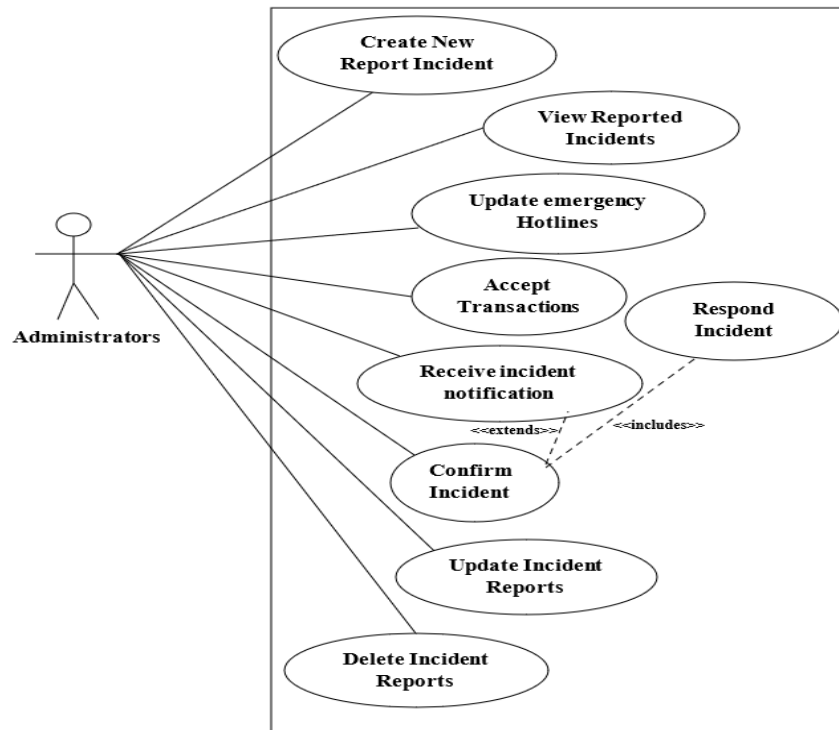 Create New
Report Incident
View Reported
Incidents
Update emergency
Hotlines
Accept
Transactions
Respond
Incident
Administrators
Receive incident
notification
<<extends>>
<<includes>>
Confirm
Incident
Update Incident
Reports
Delete Incident
Reports